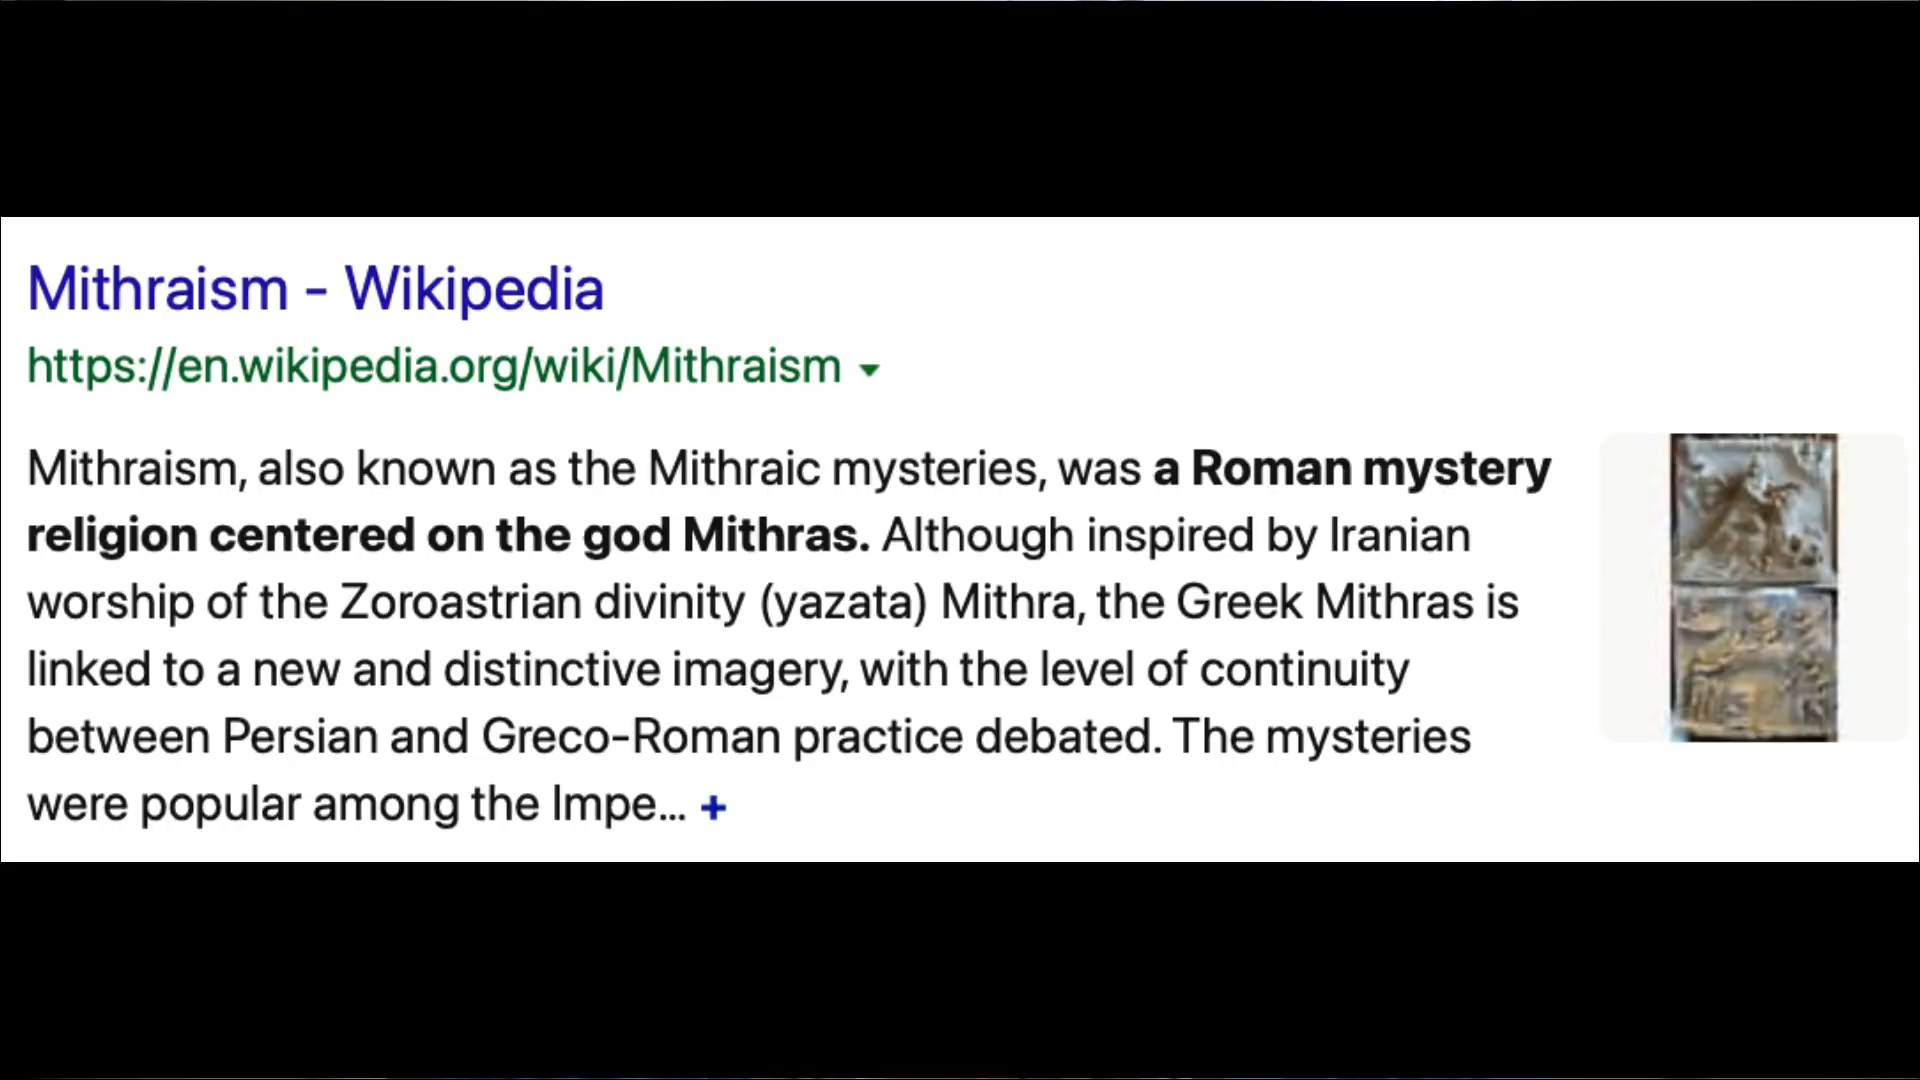 Mithraism - Wikipedia
https://en.wikipedia.org/wiki/Mithraism
Mithraism, also known as the Mithraic mysteries, was a Roman mystery
religion centered on the god Mithras. Although inspired by Iranian
worship of the Zoroastrian divinity (yazata) Mithra, the Greek Mithras is
linked to a new and distinctive imagery, with the level of continuity
between Persian and Greco-Roman practice debated. The mysteries
were popular among the Impe... +